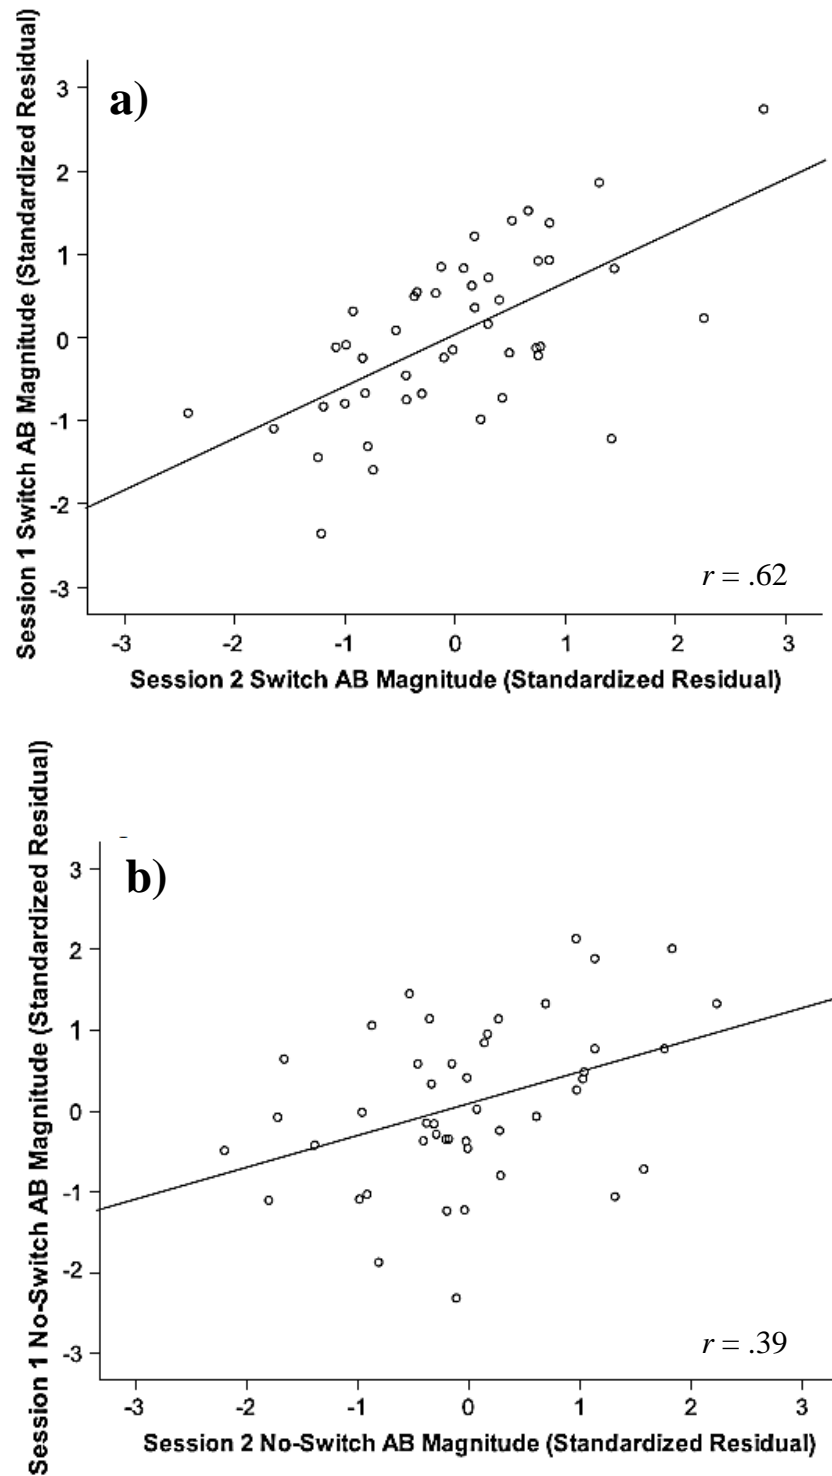 Session 1 Switch AB Magnitude (Standardized Residual)
a)
3
2
1
0
-1
-2
-3
r = .62
-3 -2 -1 0 1 2 3
Session 2 Switch AB Magnitude (Standardized Residual)
Session 1 No-Switch AB Magnitude (Standardized Residual)
b)
3
2
1
0
-1
-2
-3
r = .39
-3 -2 -1 0 1 2 3
Session 2 No-Switch AB Magnitude (Standardized Residual)